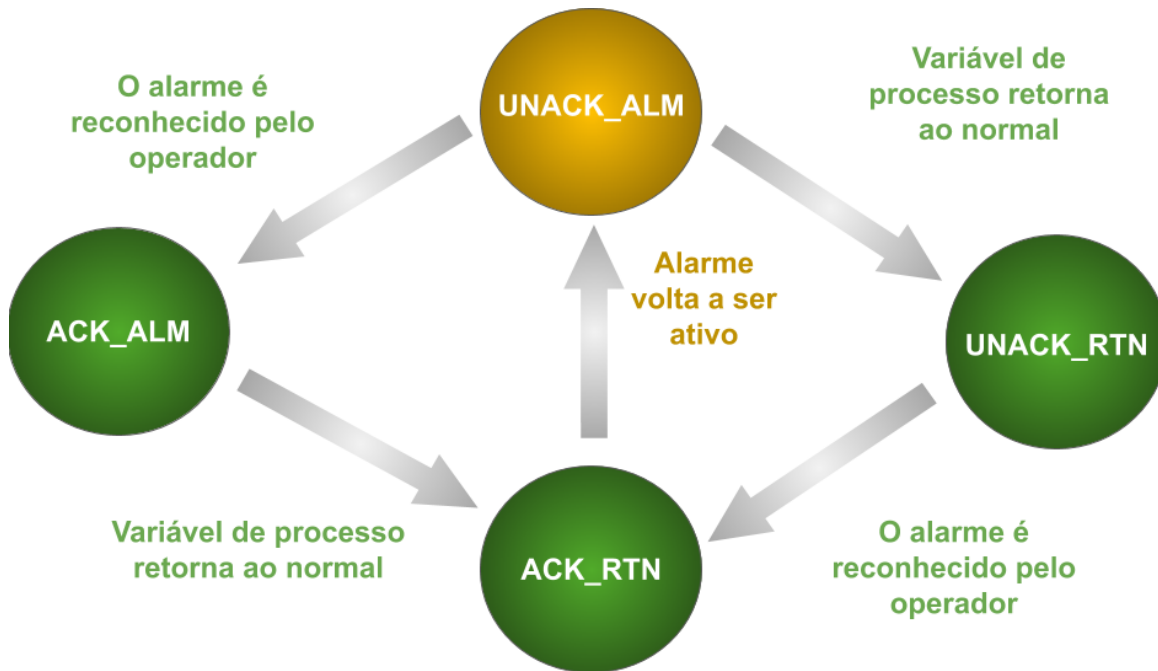 UNACK_ALM
O alarme é
reconhecido pelo
operador
Variável de
processo retorna
ao normal
ACK_ALM
Alarme
volta a ser
ativo
UNACK_RTN
Variável de processo
retorna ao normal
ACK_RTN
O alarme é
reconhecido pelo
operador